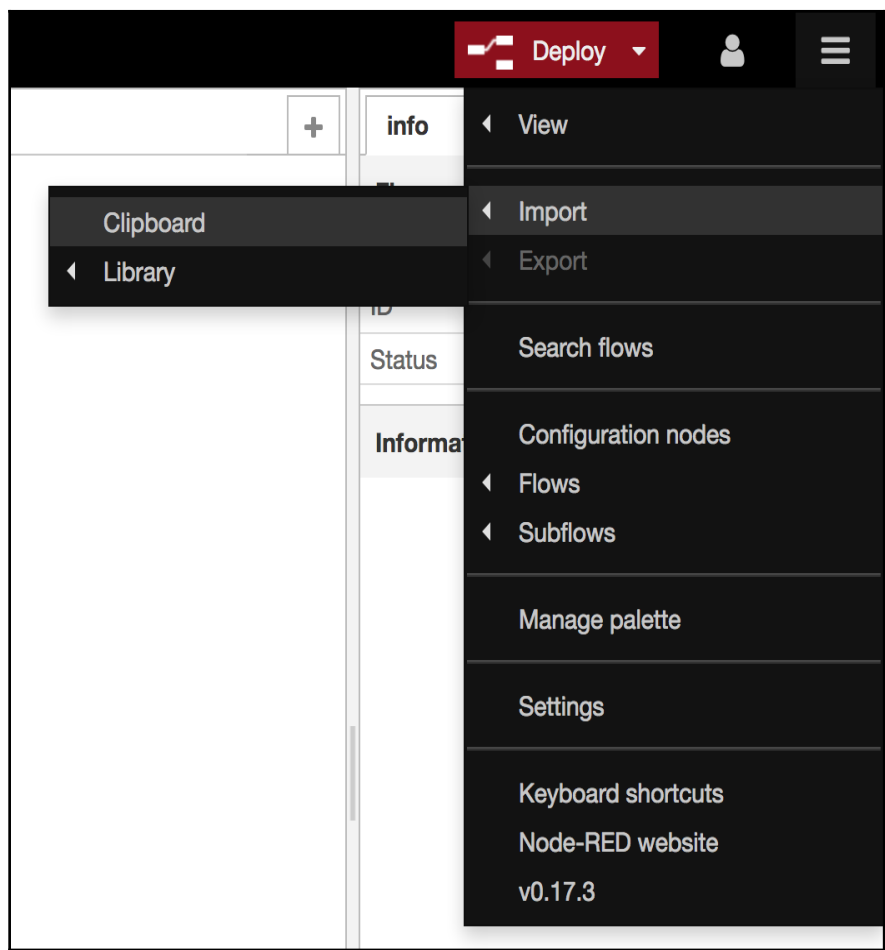 Deploy
info
View
Clipboard
Library
Import
Export
ID
Status
Search flows
Informa
Configuration nodes
Flows
Subflows
Manage palette
Settings
Keyboard shortcuts
Node-RED website
v0.17.3